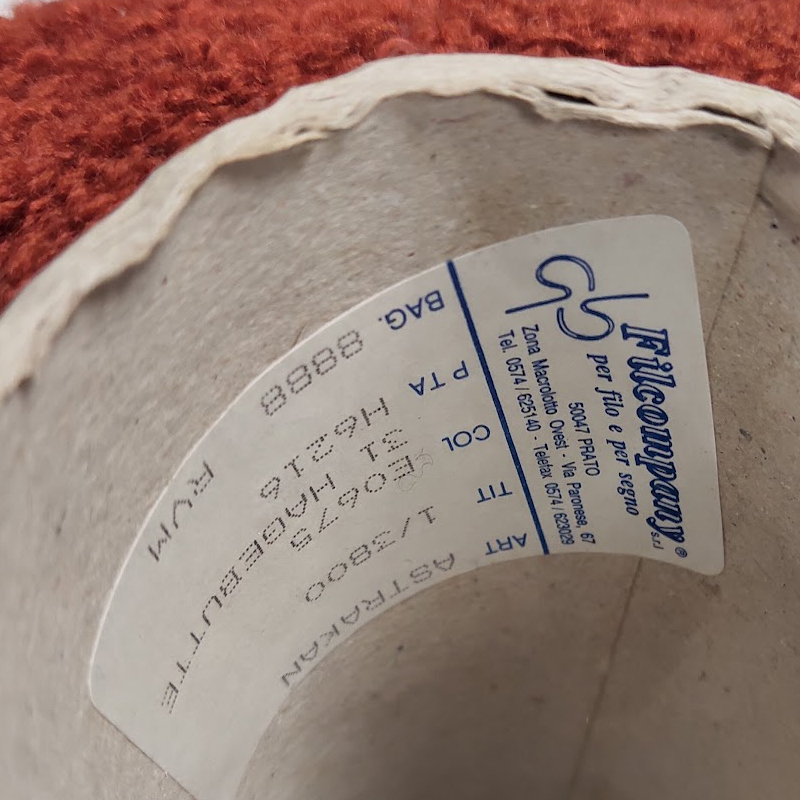 Filcompany s.r.l.®
per filo e per segno
50047 PRATO
Zona Macrolotto Ovest - Via Paronese, 67
Tel. 0574 / 625140 - Telefax 0574 / 623029
ART ASTRAKAN
TIT 1/3800
COL E0675
31 HAGEBUTTE
P TA H6216 RVM
BAG. 8888